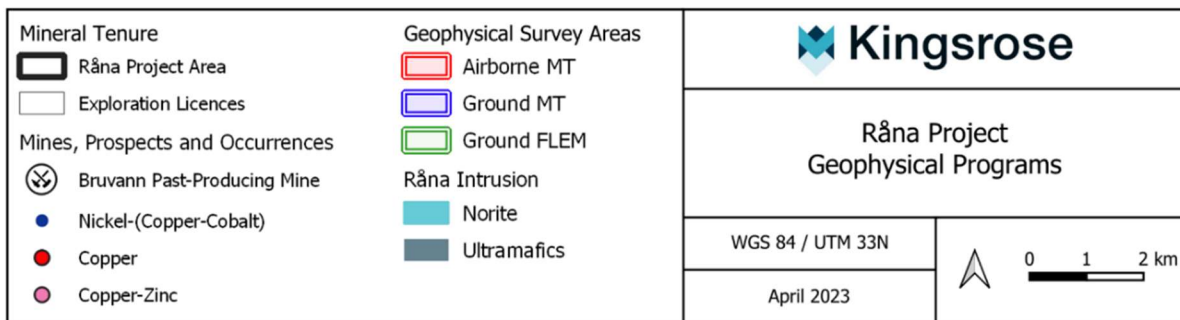 Mineral Tenure
Råna Project Area
Exploration Licences
Mines, Prospects and Occurrences
Bruvann Past-Producing Mine
Nickel-(Copper-Cobalt)
Copper
Copper-Zinc
Geophysical Survey Areas
Airborne MT
Ground MT
Ground FLEM
Råna Intrusion
Norite
Ultramafics
Kingsrose
Råna Project
Geophysical Programs
WGS 84 / UTM 33N
April 2023
0 1 2 km